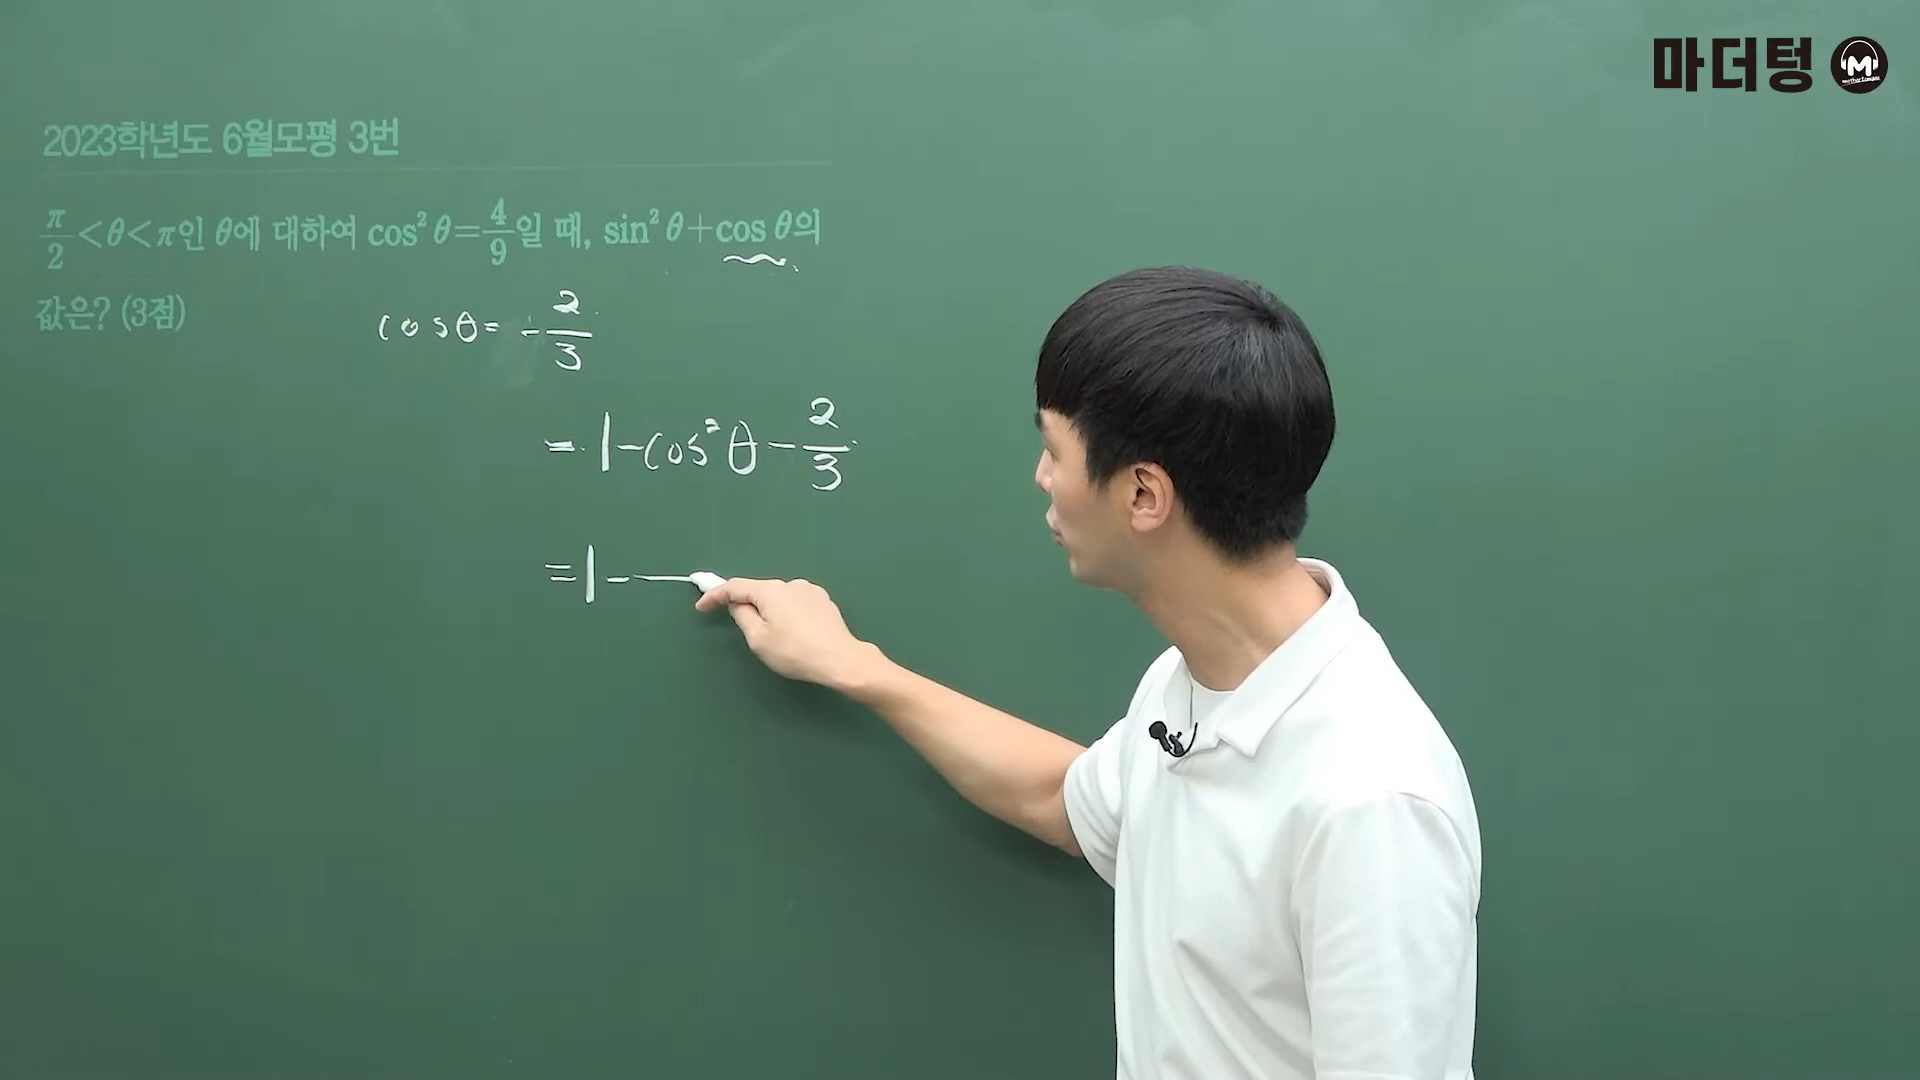 마더텅 M
2023학년도 6월모평 3번
π/2<θ<π인 θ에 대하여 cos²θ=4/9일 때, sin²θ+cos θ의
값은? (3점)
cosθ= -2/3
= 1-cos²θ-2/3
=1-